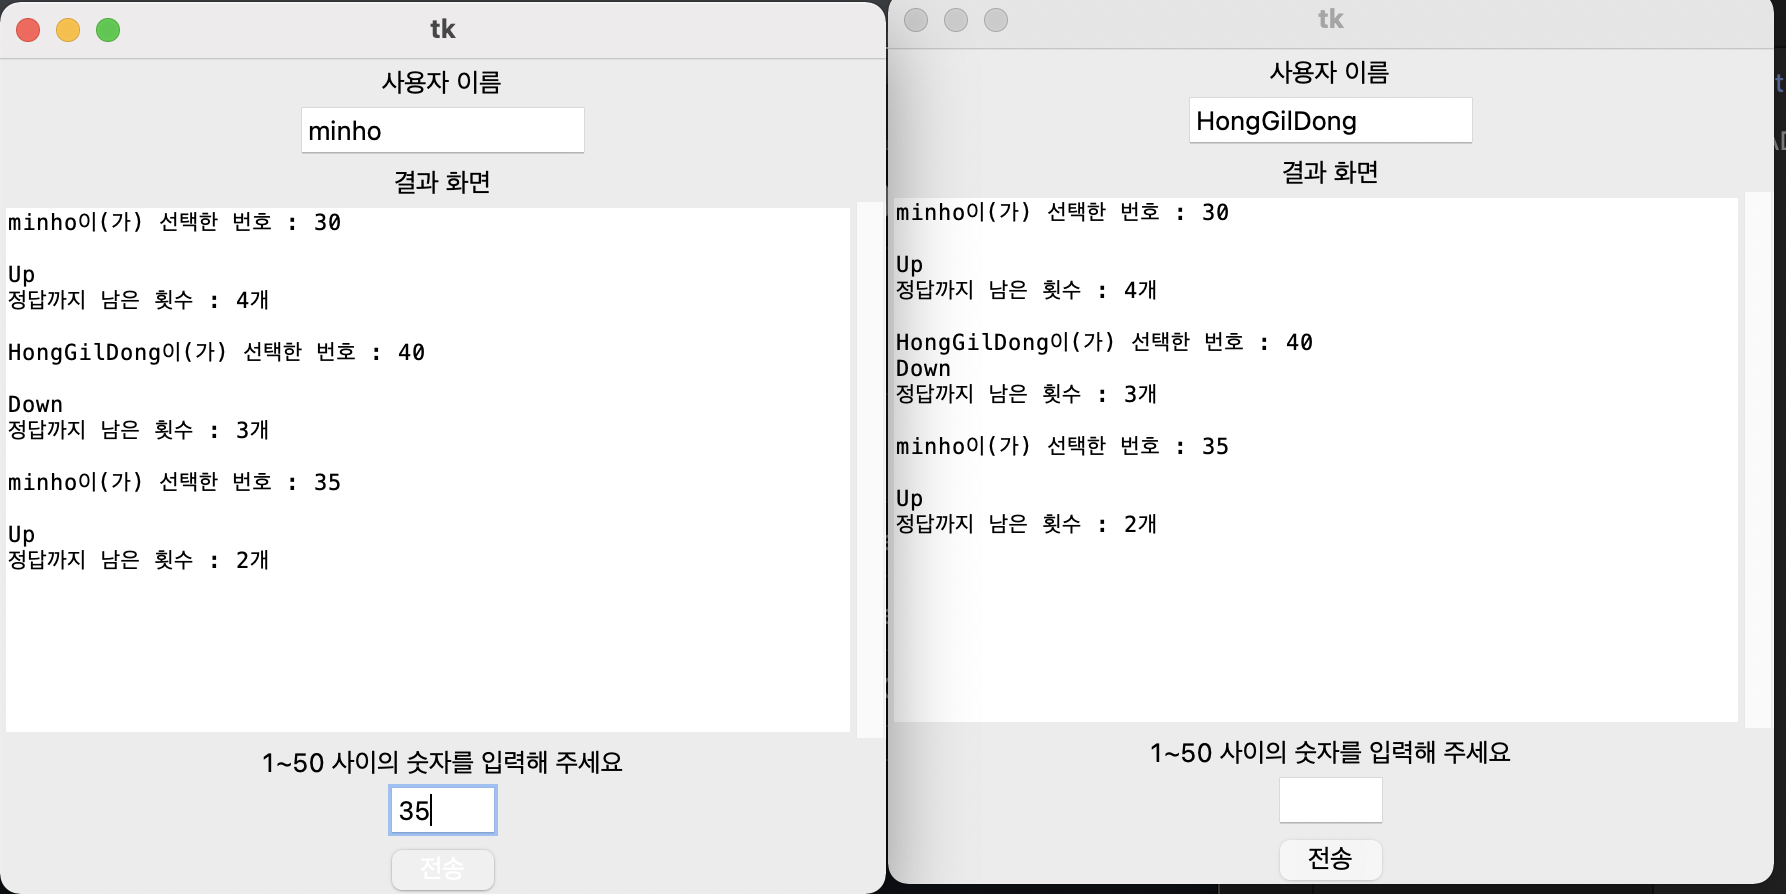 tk
사용자 이름
minho
결과 화면
minho이(가) 선택한 번호 : 30
Up
정답까지 남은 횟수 : 4개
HongGilDong이(가) 선택한 번호 : 40
Down
정답까지 남은 횟수 : 3개
minho이(가) 선택한 번호 : 35
Up
정답까지 남은 횟수 : 2개
1~50 사이의 숫자를 입력해 주세요
35
전송
tk
사용자 이름
HongGilDong
결과 화면
minho이(가) 선택한 번호 : 30
Up
정답까지 남은 횟수 : 4개
HongGilDong이(가) 선택한 번호 : 40
Down
정답까지 남은 횟수 : 3개
minho이(가) 선택한 번호 : 35
Up
정답까지 남은 횟수 : 2개
1~50 사이의 숫자를 입력해 주세요
전송